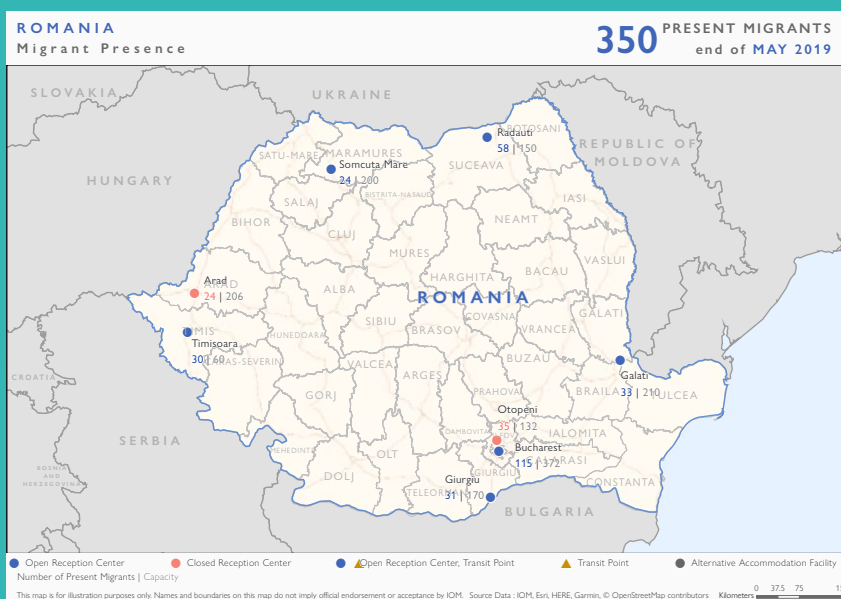 ROMANIA
Migrant Presence
350 PRESENT MIGRANTS
end of MAY 2019
SLOVAKIA
UKRAINE
HUNGARY
REPUBLIC OF
MOLDOVA
BOTOSANI
Radauti
58 | 150
SATU-MARE
MARAMURES
Somcuta Mare
24 | 200
SUCEAVA
BISTRITA-NASAUD
SALAJ
IASI
BIHOR
NEAMT
CLUJ
MURES
VASLUI
BACAU
HARGHITA
Arad
24 | 206
ALBA
ROMANIA
COVASNA
GALATI
SIBIU
BRASOV
VRANCEA
HUNEDOARA
Timisoara
30 | 60
CARAS-SEVERIN
VALCEA
BUZAU
ARGES
CROATIA
Galati
33 | 210
TULCEA
BRAILA
PRAHOVA
GORJ
Otopeni
35 | 132
DAMBOVITA
IALOMITA
SERBIA
Bucharest
115 | 372
CALARASI
MEHEDINTI
OLT
BOSNIA
AND
HERZEGOVINA
DOLJ
GIURGIU
Giurgiu
31 | 170
TELEORMAN
CONSTANTA
BULGARIA
Open Reception Center
Closed Reception Center
Open Reception Center, Transit Point
Transit Point
Alternative Accommodation Facility
Number of Present Migrants | Capacity
This map is for illustration purposes only. Names and boundaries on this map do not imply official endorsement or acceptance by IOM. Source Data : IOM, Esri, HERE, Garmin, © OpenStreetMap contributors
Kilometers 0 37.5 75